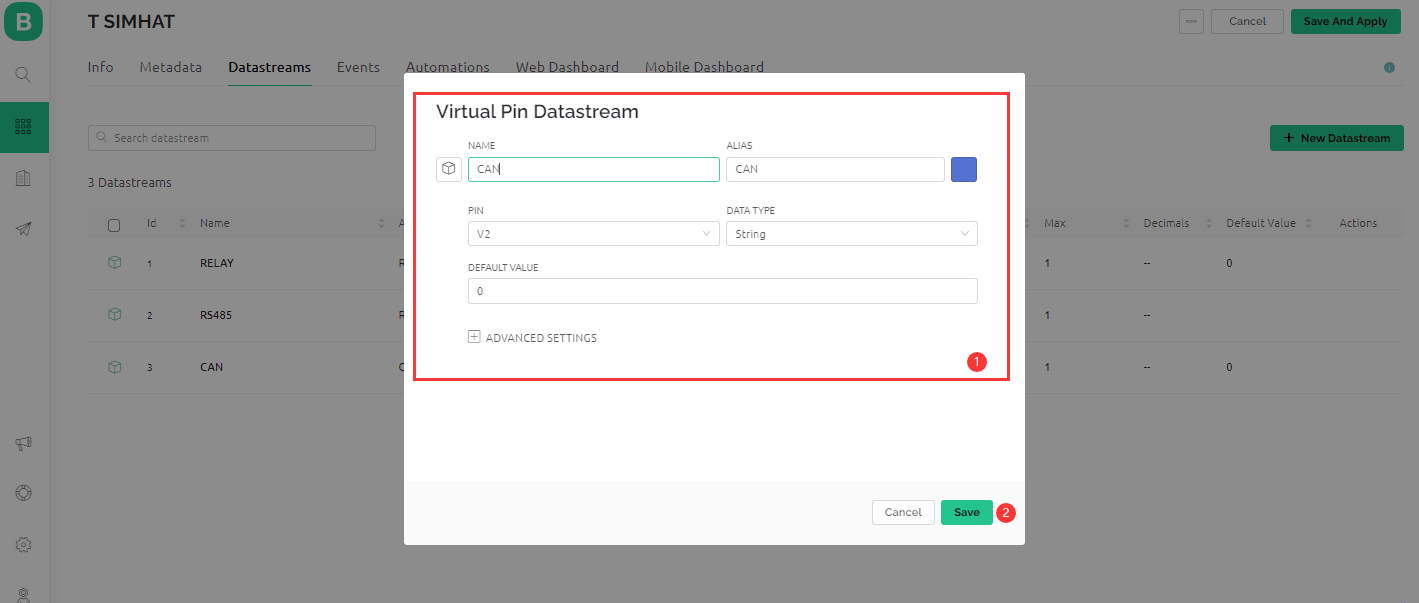 B
T SIMHAT
Cancel
Save And Apply
Info
Metadata
Datastreams
Events
Automations
Web Dashboard
Mobile Dashboard
Search datastream
+ New Datastream
3 Datastreams
Id
Name
A
Max
Decimals
Default Value
Actions
1
RELAY
R
1
--
0
2
RS485
R
1
--
3
CAN
C
1
--
0
Virtual Pin Datastream
NAME
ALIAS
CAN
CAN
PIN
DATA TYPE
V2
String
DEFAULT VALUE
0
ADVANCED SETTINGS
1
Cancel
Save
2